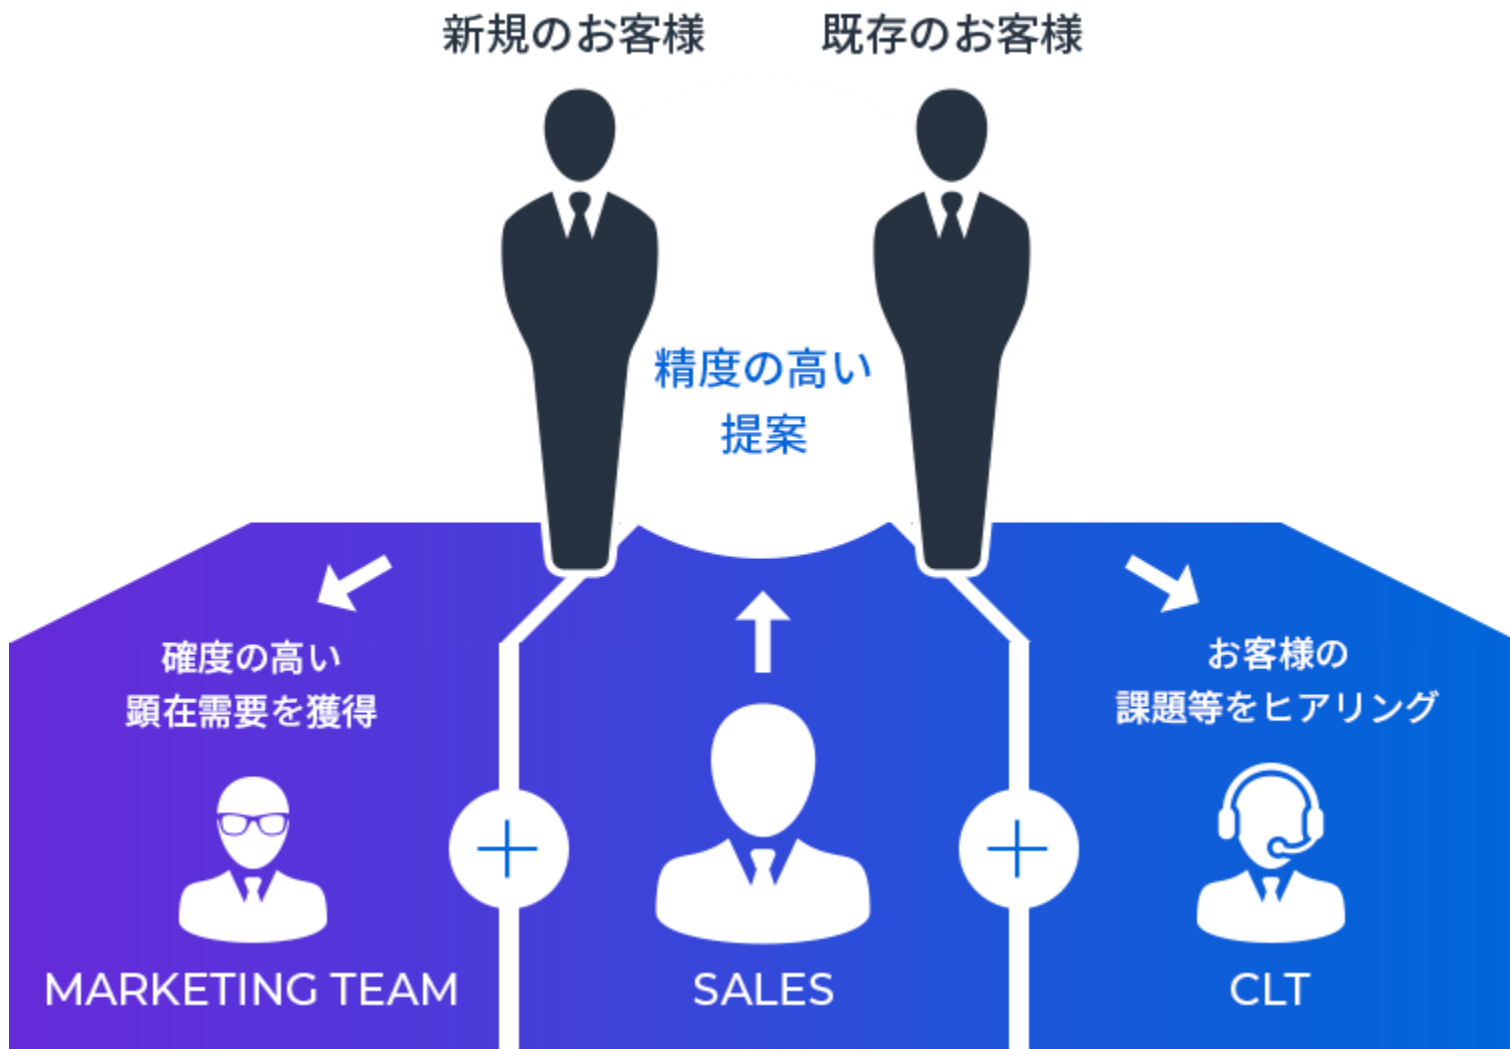 新規のお客様
既存のお客様
精度の高い
提案
確度の高い
顕在需要を獲得
お客様の
課題等をヒアリング
MARKETING TEAM
SALES
CLT